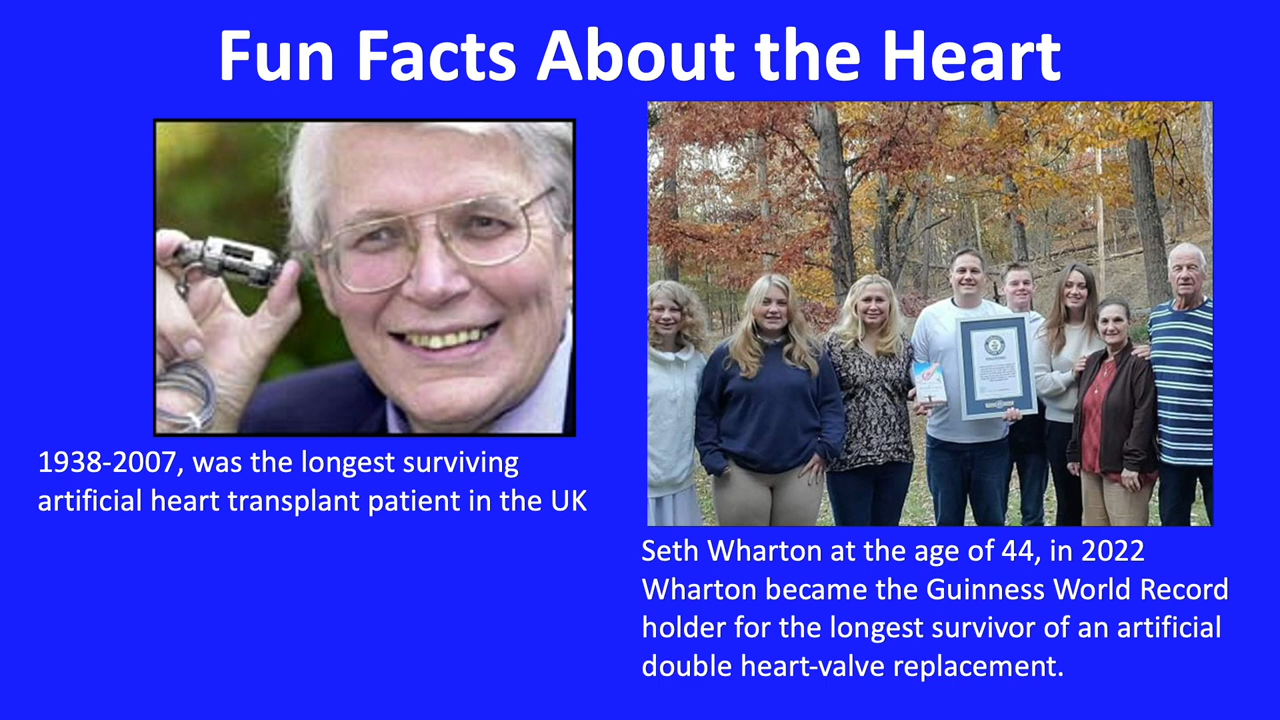 Fun Facts About the Heart
1938-2007, was the longest surviving
artificial heart transplant patient in the UK
Seth Wharton at the age of 44, in 2022
Wharton became the Guinness World Record
holder for the longest survivor of an artificial
double heart-valve replacement.